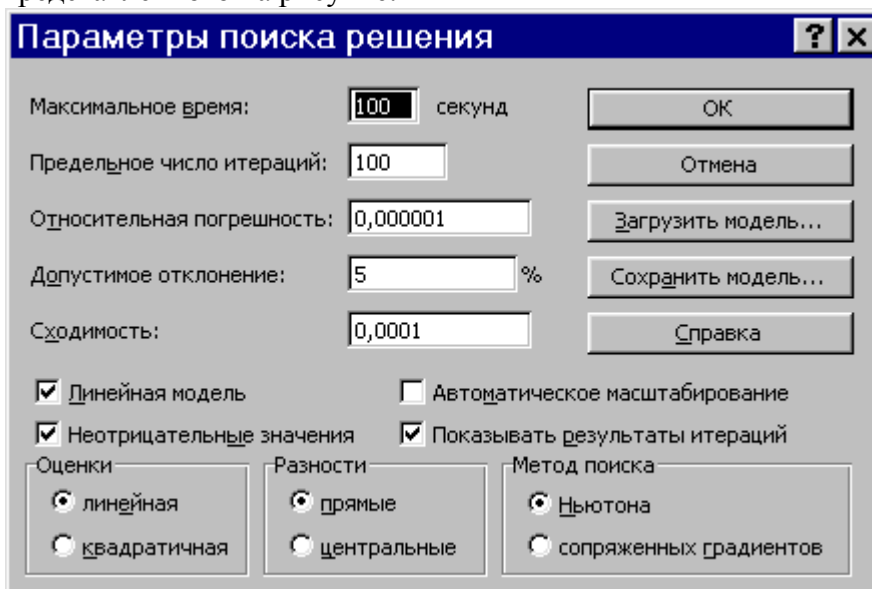 Параметры поиска решения
Максимальное время: 100 секунд
ОК
Предельное число итераций: 100
Отмена
Относительная погрешность: 0,000001
Загрузить модель...
Допустимое отклонение: 5 %
Сохранить модель...
Сходимость: 0,0001
Справка
Линейная модель
Автоматическое масштабирование
Неотрицательные значения
Показывать результаты итераций
Оценки
линейная
квадратичная
Разности
прямые
центральные
Метод поиска
Ньютона
сопряженных градиентов